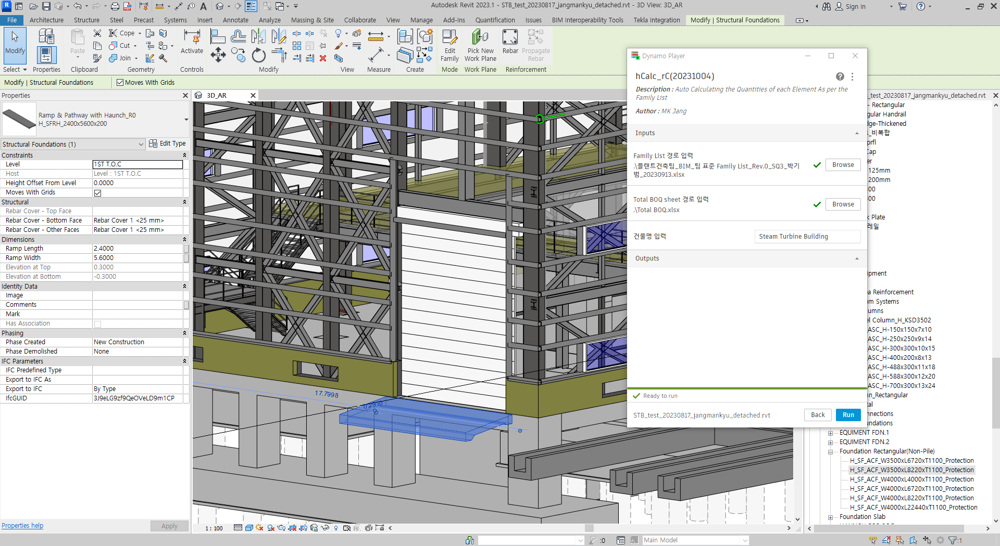 Autodesk Revit 2023.1 - STB_test_20230817_jangmankyu_detached.rvt - 3D View: 3D_AR
Sign In
File Architecture Structure Steel Precast Systems Insert Annotate Analyze Massing & Site Collaborate View Manage Add-Ins Quantification Issues BIM Interoperability Tools Tekla Integration Modify | Structural Foundations
Modify
Paste
Cope
Cut
Join
Activate
Edit Family
Pick New Work Plane
Rebar
Propagate Rebar
Select Properties Clipboard Geometry Controls Modify View Measure Create Mode Work Plane Reinforcement
Modify | Structural Foundations Moves With Grids
Properties
Ramp & Pathway with Haunch_R0
H_SFRH_2400x5600x200
Structural Foundations (1) Edit Type
Constraints
Level 1ST T.O.C
Host Level : 1ST T.O.C
Height Offset From Level 0.0000
Moves With Grids
Structural
Rebar Cover - Top Face
Rebar Cover - Bottom Face Rebar Cover 1 <25 mm>
Rebar Cover - Other Faces Rebar Cover 1 <25 mm>
Dimensions
Ramp Length 2.4000
Ramp Width 5.6000
Elevation at Top 0.3000
Elevation at Bottom -0.3000
Identity Data
Image
Comments
Mark
Has Association
Phasing
Phase Created New Construction
Phase Demolished None
IFC Parameters
IFC Predefined Type
Export to IFC As
Export to IFC By Type
IfcGUID 3J9eLG9zf9QeOVeLD9m1CP
Properties help Apply
3D_AR
17.7998
0.2910
1 : 100
Dynamo Player
hCalc_rC(20231004)
Description : Auto Calculating the Quantities of each Element As per the
Family List
Author : MK Jang
Inputs
Family List 경로 입력
.\플랜트건축팀_BIM_팀 표준 Family List_Rev.0_SQ3_박기
범_20230913.xlsx
Browse
Total BOQ sheet 경로 입력
.\Total BOQ.xlsx
Browse
건물명 입력 Steam Turbine Building
Outputs
Ready to run
STB_test_20230817_jangmankyu_detached.rvt Back Run
_test_20230817_jangmankyu_detached.rvt
- Rectangular
gular Handrail
dge-Thickened
_비복합
orfl
Cap
er
125mm
200mm
00
00
k Plate
레일
ipment
ea Reinforcement
am Systems
umns
el Column_H_KSD3502
ASC_H-150x150x7x10
ASC_H-250x250x9x14
ASC_H-300x300x10x15
ASC_H-400x200x8x13
ASC_H-488x300x11x18
ASC_H-588x300x12x20
ASC_H-700x300x13x24
mn_Rectangular
tal
nnections
undations
EQUIMENT FDN.1
EQUIMENT FDN.2
Foundation Rectangular(Non-Pile)
H_SF_ACF_W3500xL6720xT1100_Protection
H_SF_ACF_W3500xL8220xT1100_Protection
H_SF_ACF_W4000xL4000xT1100_Protection
H_SF_ACF_W4000xL6720xT1100_Protection
H_SF_ACF_W4000xL8220xT1100_Protection
H_SF_ACF_W4000xL22440xT1100_Protection
Foundation Slab
:0 Main Model :1